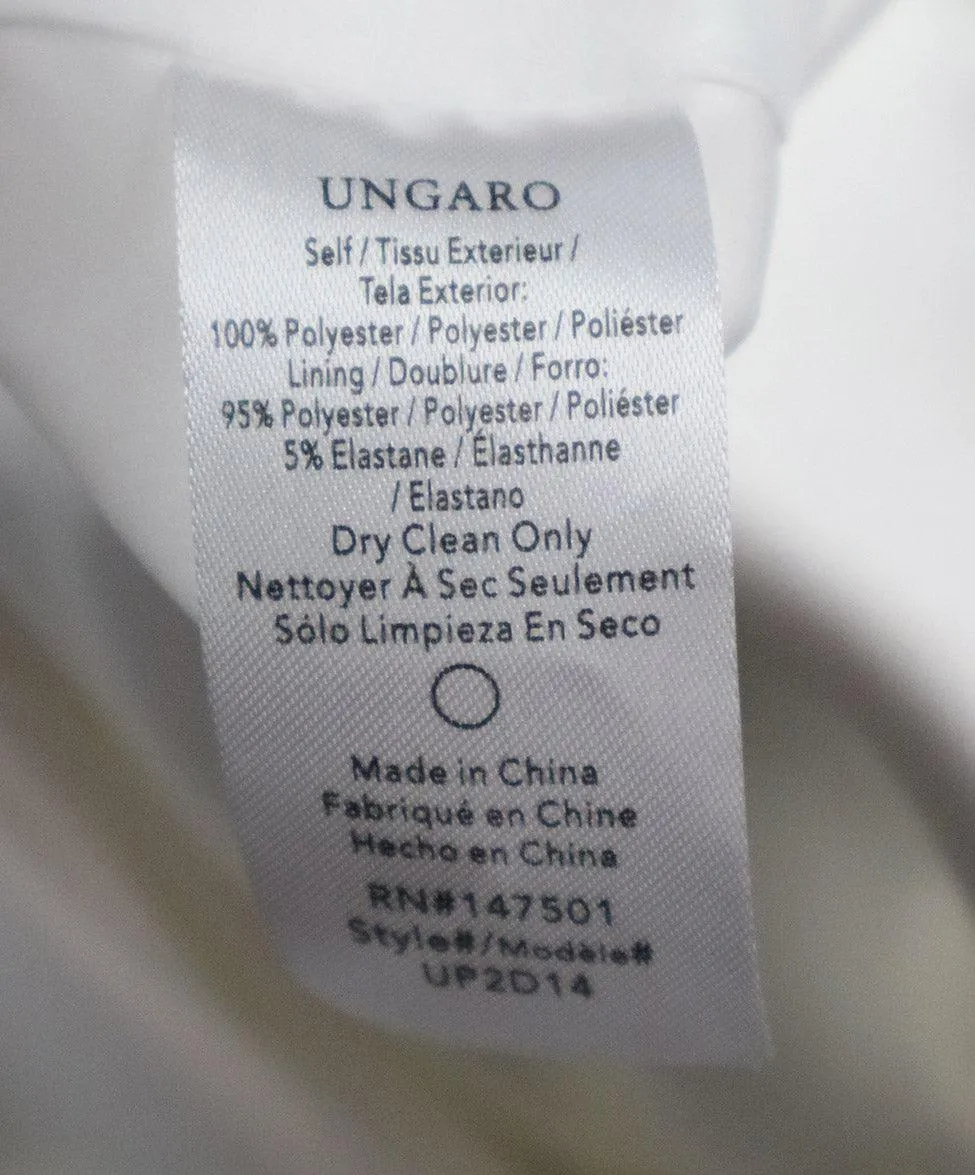 UNGARO
Self / Tissu Exterieur /
Tela Exterior:
100% Polyester / Polyester / Poliéster
Lining / Doublure / Forro:
95% Polyester / Polyester / Poliéster
5% Elastane / Élasthanne
/ Elastano
Dry Clean Only
Nettoyer À Sec Seulement
Sólo Limpieza En Seco
Made in China
Fabriqué en Chine
Hecho en China
RN#147501
Style#/Modèle#
UP2D14